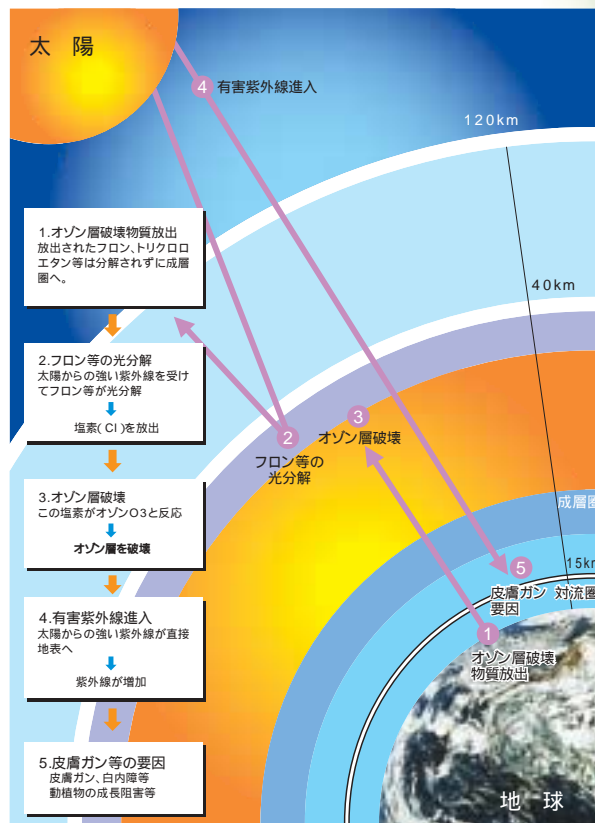 太　陽
4 有害紫外線進入
120km
1.オゾン層破壊物質放出
放出されたフロン、トリクロロ
エタン等は分解されずに成層
圏へ。
40km
2.フロン等の光分解
太陽からの強い紫外線を受け
てフロン等が光分解
塩素(Cl)を放出
3
オゾン層破壊
2
フロン等の
光分解
3.オゾン層破壊
この塩素がオゾンO3と反応
オゾン層を破壊
成層圏
15km
5
皮膚ガン
要因
対流圏
4.有害紫外線進入
太陽からの強い紫外線が直接
地表へ
紫外線が増加
1
オゾン層破壊
物質放出
5.皮膚ガン等の要因
皮膚ガン、白内障等
動植物の成長阻害等
地　球